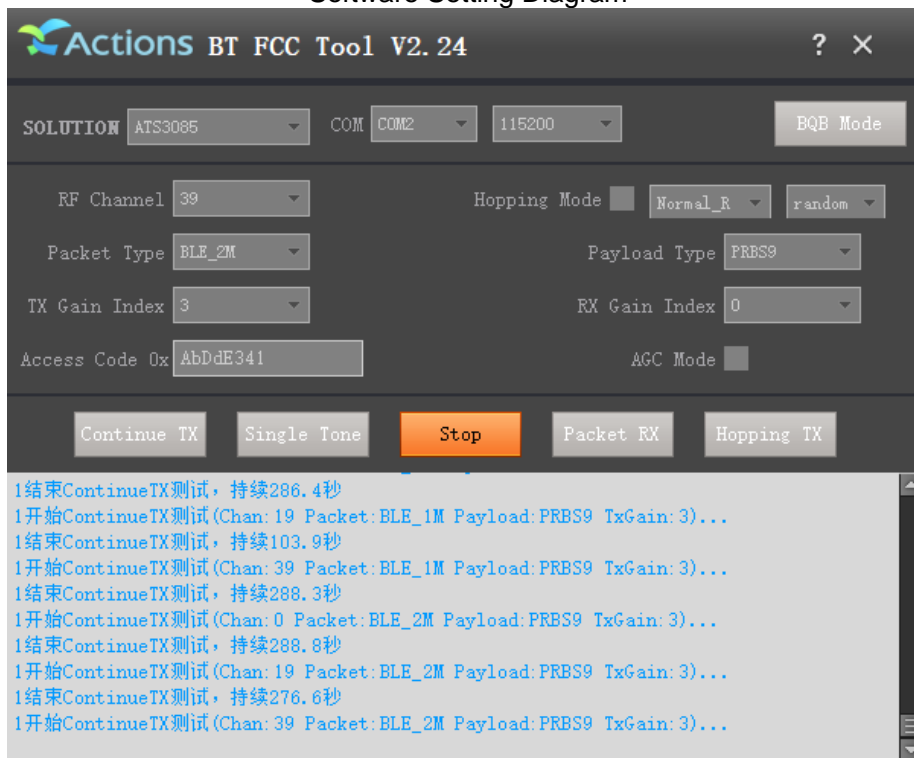 Software Setting Diagram
Actions BT FCC Tool V2.24 ? ×
SOLUTION ATS3085 COM COM2 115200 BQB Mode
RF Channel 39 Hopping Mode Normal_R random
Packet Type BLE_2M Payload Type PRBS9
TX Gain Index 3 RX Gain Index 0
Access Code 0x AbDdE341 AGC Mode
Continue TX Single Tone Stop Packet RX Hopping TX
1结束ContinueTX测试，持续286.4秒
1开始ContinueTX测试(Chan:19 Packet:BLE_1M Payload:PRBS9 TxGain:3)...
1结束ContinueTX测试，持续103.9秒
1开始ContinueTX测试(Chan:39 Packet:BLE_1M Payload:PRBS9 TxGain:3)...
1结束ContinueTX测试，持续288.3秒
1开始ContinueTX测试(Chan:0 Packet:BLE_2M Payload:PRBS9 TxGain:3)...
1结束ContinueTX测试，持续288.8秒
1开始ContinueTX测试(Chan:19 Packet:BLE_2M Payload:PRBS9 TxGain:3)...
1结束ContinueTX测试，持续276.6秒
1开始ContinueTX测试(Chan:39 Packet:BLE_2M Payload:PRBS9 TxGain:3)...